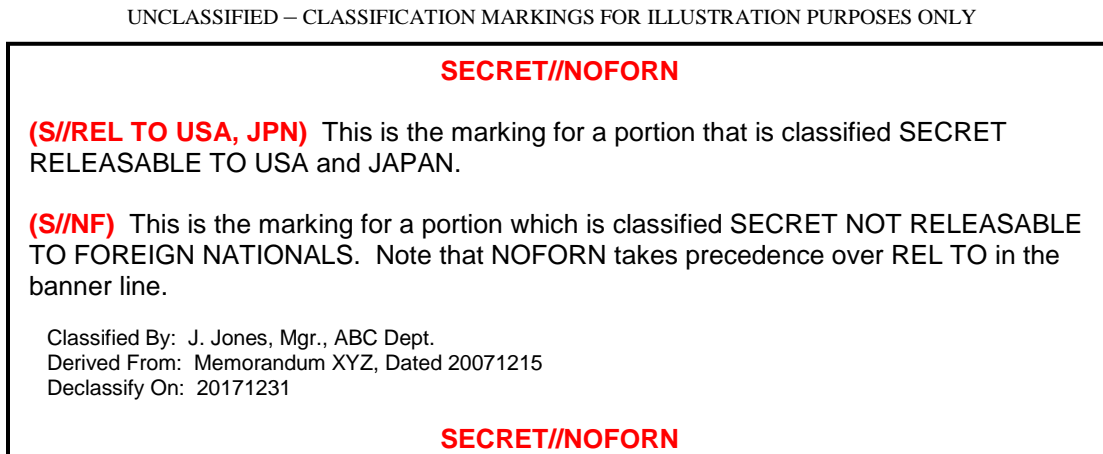 UNCLASSIFIED – CLASSIFICATION MARKINGS FOR ILLUSTRATION PURPOSES ONLY
SECRET//NOFORN
(S//REL TO USA, JPN) This is the marking for a portion that is classified SECRET
RELEASABLE TO USA and JAPAN.
(S//NF) This is the marking for a portion which is classified SECRET NOT RELEASABLE
TO FOREIGN NATIONALS. Note that NOFORN takes precedence over REL TO in the
banner line.
Classified By: J. Jones, Mgr., ABC Dept.
Derived From: Memorandum XYZ, Dated 20071215
Declassify On: 20171231
SECRET//NOFORN